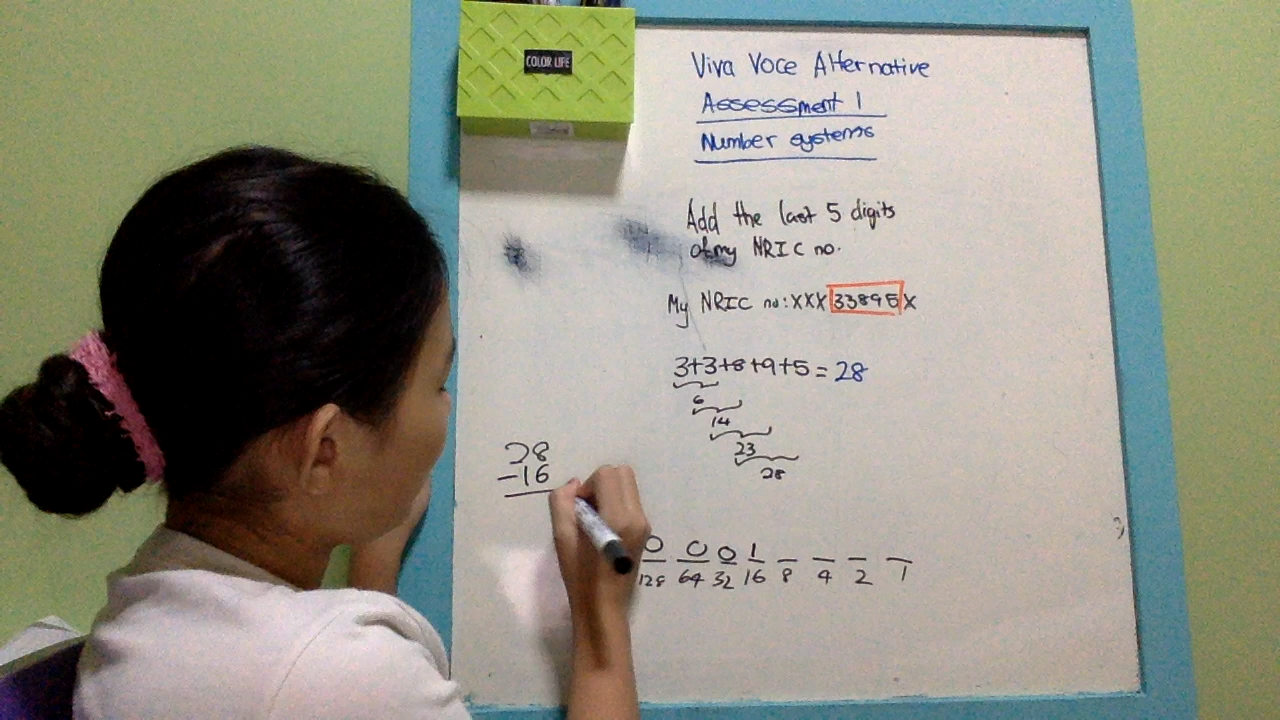 COLOR LIFE
Viva Voce Alternative
Assessment 1
Number systems
Add the last 5 digits
of my NRIC no.
My NRIC no: XXX 33895 X
3+3+8+9+5 = 28
6
14
23
28
28
-16
0 0 0 1 _ _ _ _
128 64 32 16 8 4 2 1